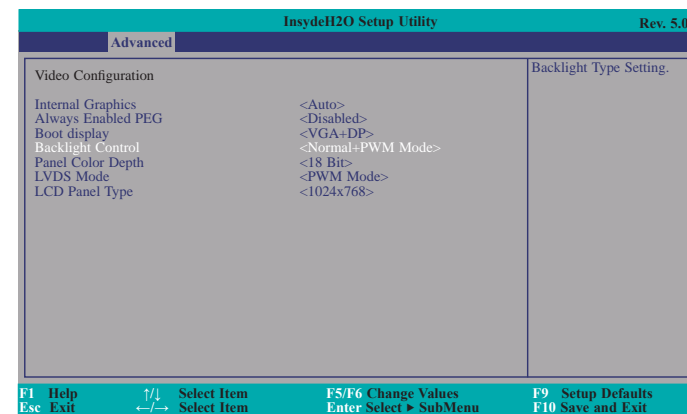 InsydeH2O Setup Utility Rev. 5.0
Advanced
Video Configuration
Backlight Type Setting.
Internal Graphics <Auto>
Always Enabled PEG <Disabled>
Boot display <VGA+DP>
Backlight Control <Normal+PWM Mode>
Panel Color Depth <18 Bit>
LVDS Mode <PWM Mode>
LCD Panel Type <1024x768>
F1 Help ↑/↓ Select Item F5/F6 Change Values F9 Setup Defaults
Esc Exit ←/→ Select Item Enter Select ► SubMenu F10 Save and Exit